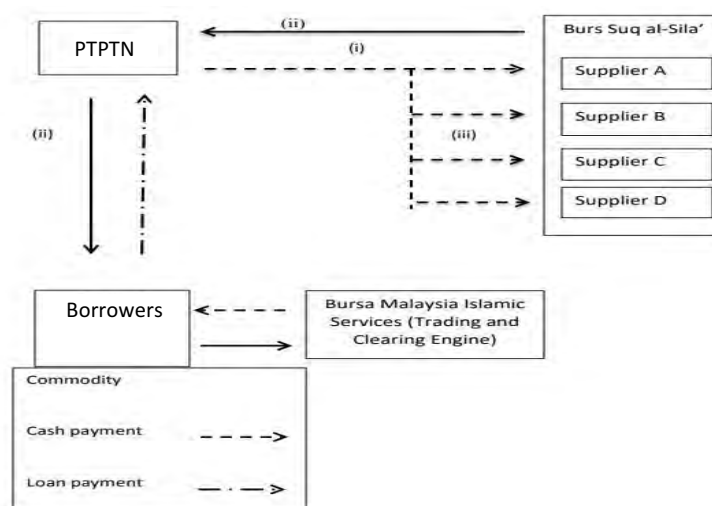 PTPTN
(ii)
(i)
Burs Suq al-Sila’
Supplier A
Supplier B
(iii)
Supplier C
Supplier D
(ii)
Borrowers
Bursa Malaysia Islamic
Services (Trading and
Clearing Engine)
Commodity
Cash payment
Loan payment